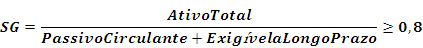 SG = AtivoTotal / PassivoCirculante + ExigívelaLongoPrazo ≥ 0,8